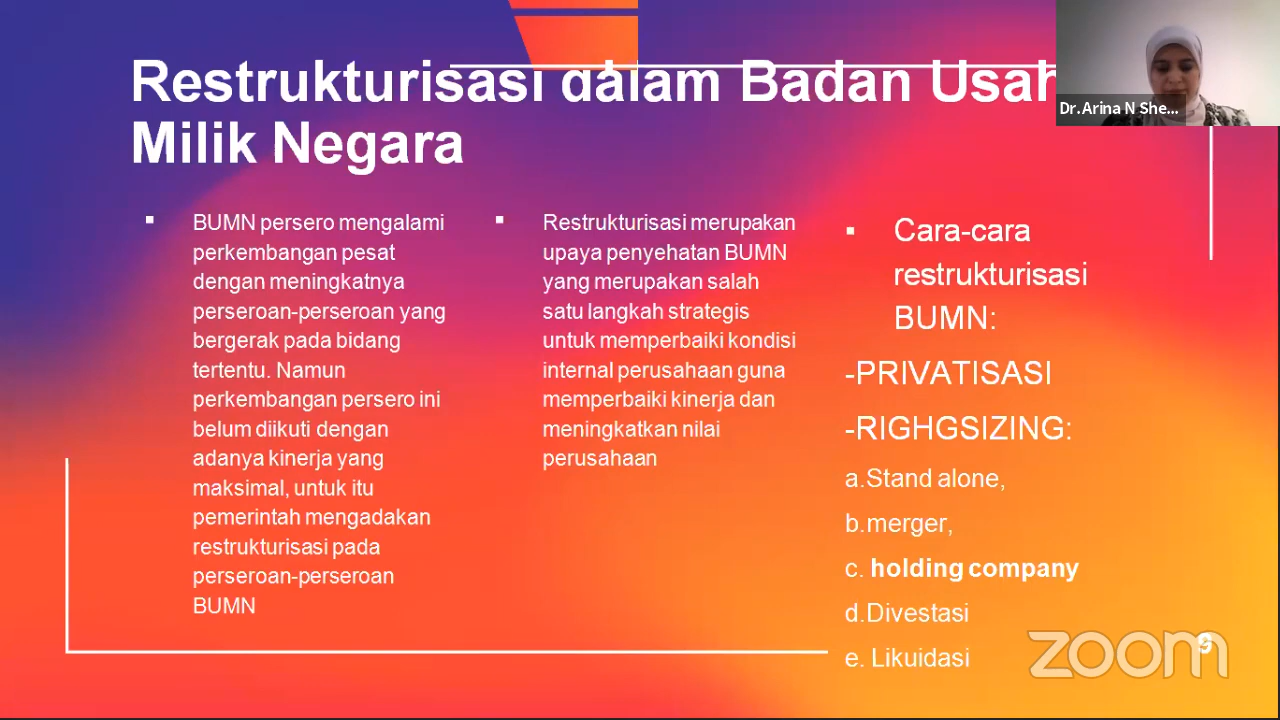 Restrukturisasi dalam Badan Usah
Milik Negara
Dr.Arina N She...
▪ BUMN persero mengalami
perkembangan pesat
dengan meningkatnya
perseroan-perseroan yang
bergerak pada bidang
tertentu. Namun
perkembangan persero ini
belum diikuti dengan
adanya kinerja yang
maksimal, untuk itu
pemerintah mengadakan
restrukturisasi pada
perseroan-perseroan
BUMN
▪ Restrukturisasi merupakan
upaya penyehatan BUMN
yang merupakan salah
satu langkah strategis
untuk memperbaiki kondisi
internal perusahaan guna
memperbaiki kinerja dan
meningkatkan nilai
perusahaan
▪ Cara-cara
restrukturisasi
BUMN:
-PRIVATISASI
-RIGHGSIZING:
a.Stand alone,
b.merger,
c. holding company
d.Divestasi
e. Likuidasi
zoom
9